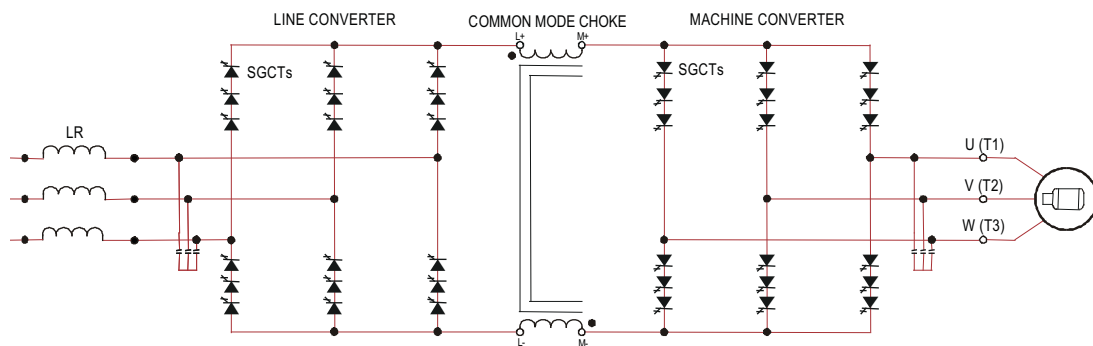 LINE CONVERTER
COMMON MODE CHOKE
MACHINE CONVERTER
L+
M+
SGCTs
SGCTs
LR
U (T1)
V (T2)
W (T3)
L-
M-